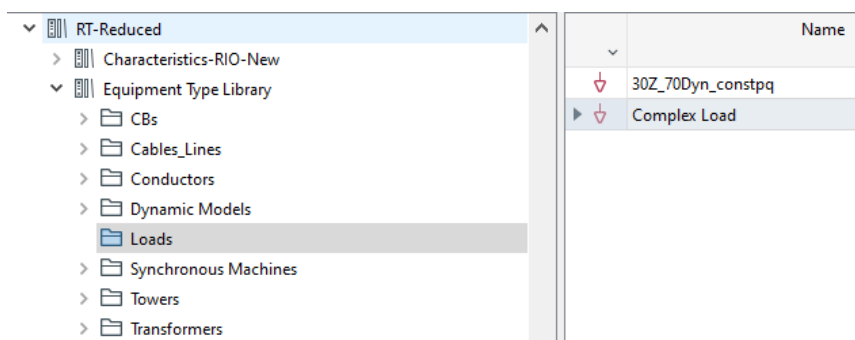 RT-Reduced
Characteristics-RIO-New
Equipment Type Library
CBs
Cables_Lines
Conductors
Dynamic Models
Loads
Synchronous Machines
Towers
Transformers
Name
30Z_70Dyn_constpq
Complex Load